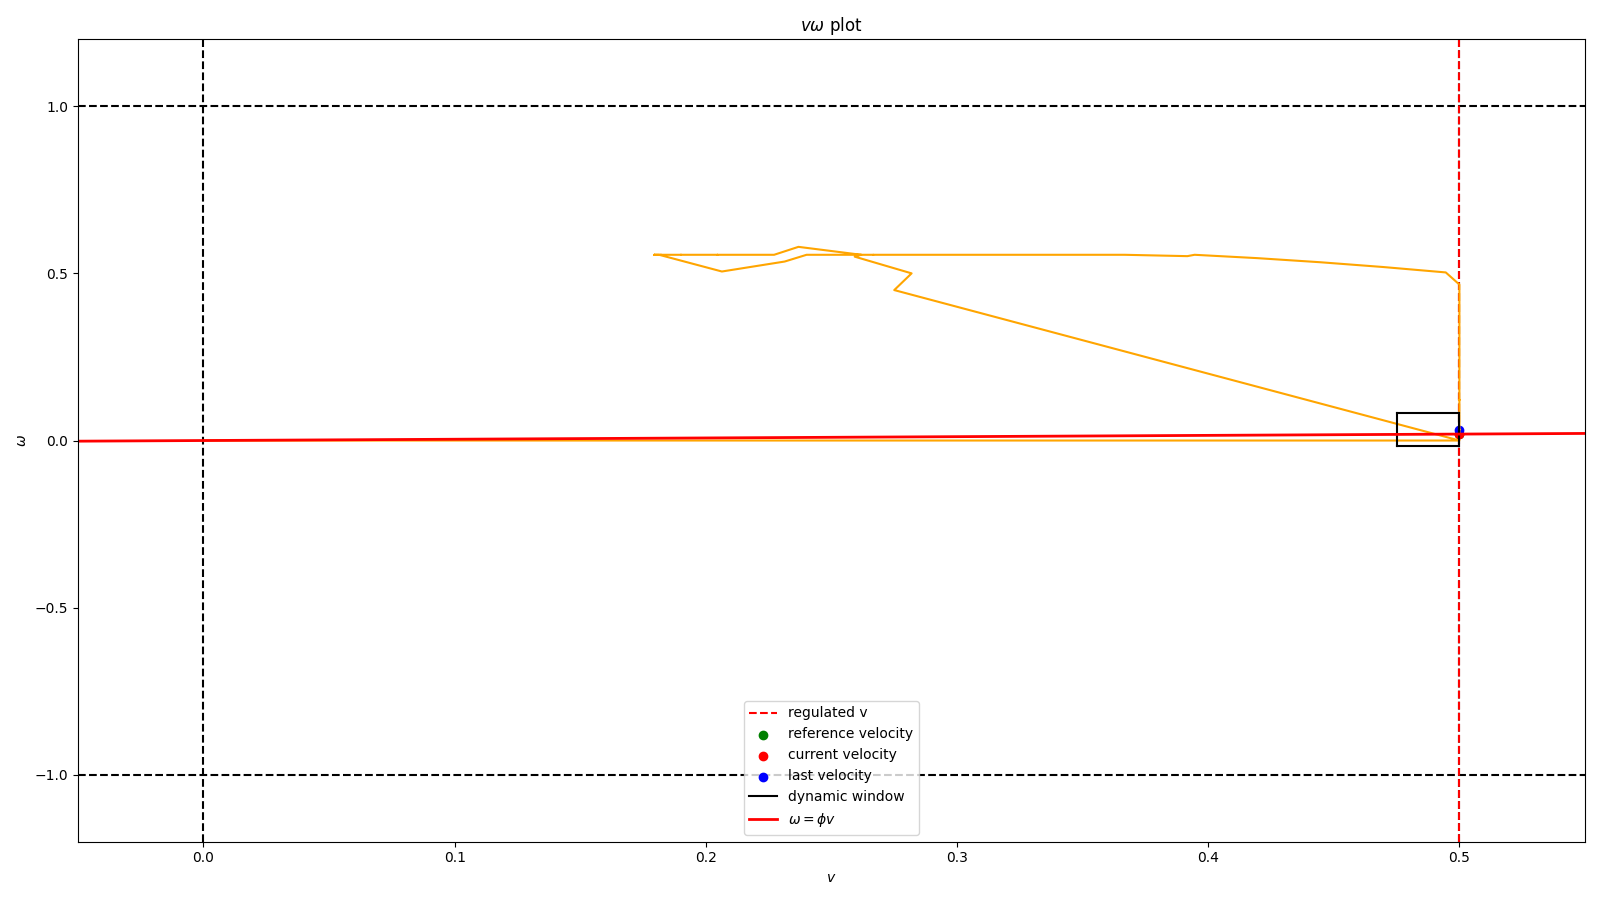 vω plot
1.0
0.5
0.0
−0.5
−1.0
ω
0.0 0.1 0.2 0.3 0.4 0.5
v
regulated v
reference velocity
current velocity
last velocity
dynamic window
ω = ϕv